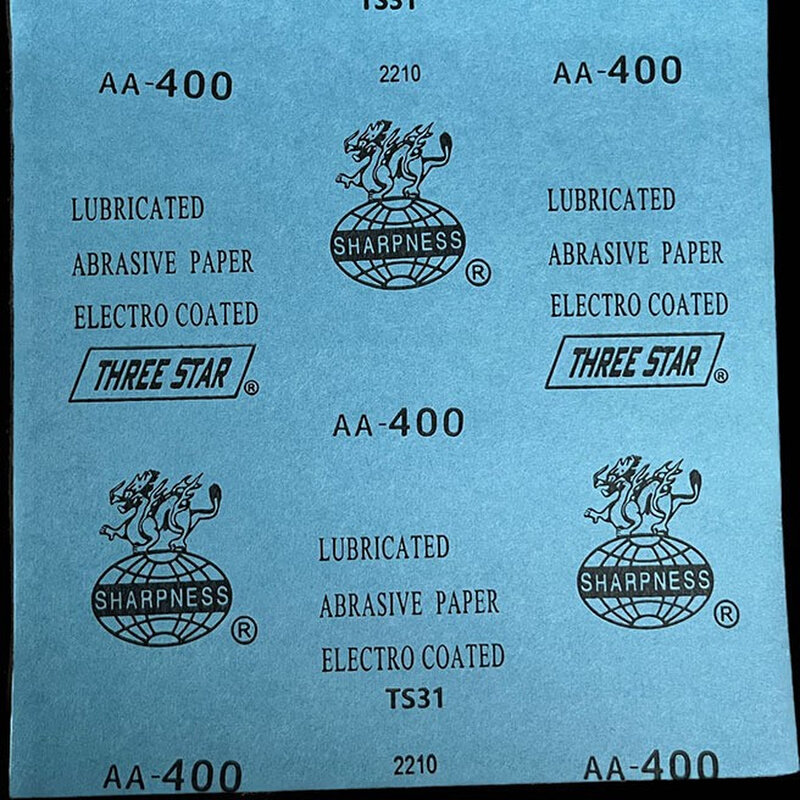 TS31
AA-400
2210
AA-400
LUBRICATED
ABRASIVE PAPER
ELECTRO COATED
THREE STAR®
SHARPNESS
®
LUBRICATED
ABRASIVE PAPER
ELECTRO COATED
THREE STAR®
AA-400
SHARPNESS
®
LUBRICATED
ABRASIVE PAPER
ELECTRO COATED
TS31
SHARPNESS
®
AA-400
2210
AA-400